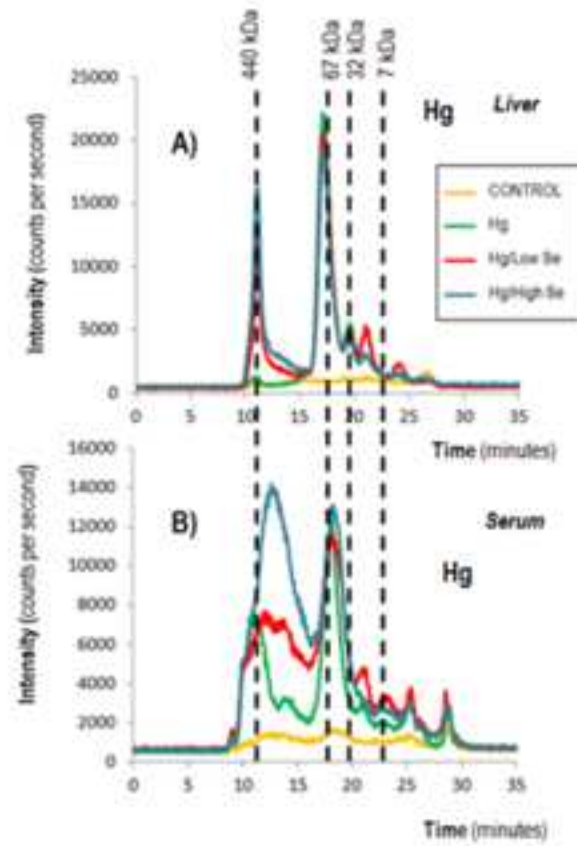 440 kDa
67 kDa
32 kDa
7 kDa
A)
Hg
Liver
CONTROL
Hg
Hg/Low Se
Hg/High Se
Intensity (counts per second)
25000
20000
15000
10000
5000
0
0 5 10 15 20 25 30 35
Time (minutes)
B)
Serum
Hg
Intensity (counts per second)
16000
14000
12000
10000
8000
6000
4000
2000
0
0 5 10 15 20 25 30 35
Time (minutes)